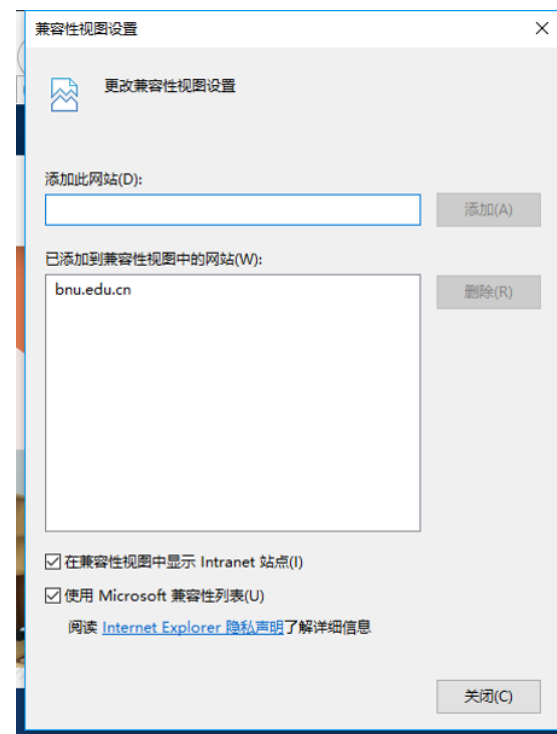 兼容性视图设置
更改兼容性视图设置
添加此网站(D):
添加(A)
已添加到兼容性视图中的网站(W):
bnu.edu.cn
删除(R)
在兼容性视图中显示 Intranet 站点(I)
使用 Microsoft 兼容性列表(U)
阅读 Internet Explorer 隐私声明了解详细信息
关闭(C)